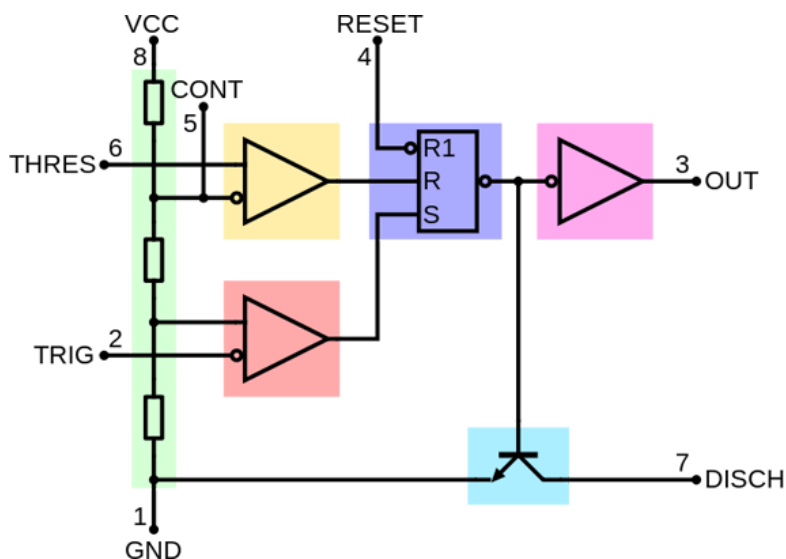 VCC
RESET
8
4
CONT
5
THRES
6
R1
R
S
3
OUT
TRIG
2
7
DISCH
1
GND